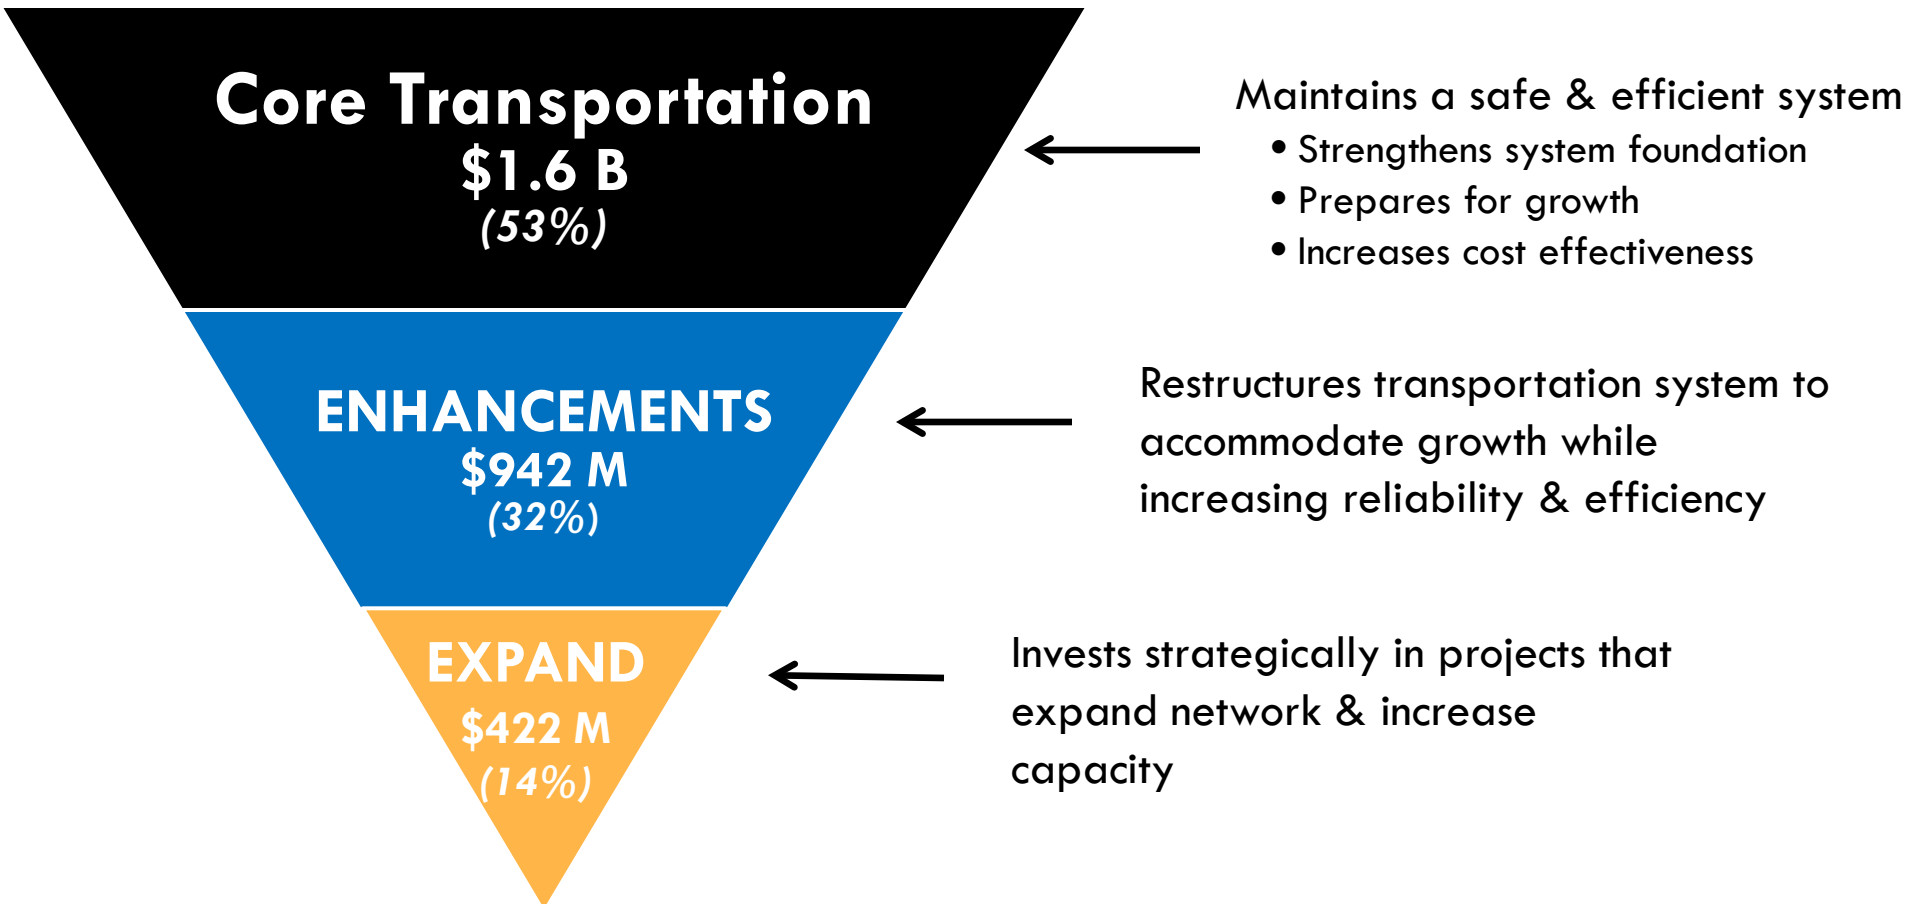 Core Transportation
$1.6 B
(53%)
Maintains a safe & efficient system
• Strengthens system foundation
• Prepares for growth
• Increases cost effectiveness
ENHANCEMENTS
$942 M
(32%)
Restructures transportation system to
accommodate growth while
increasing reliability & efficiency
EXPAND
$422 M
(14%)
Invests strategically in projects that
expand network & increase
capacity